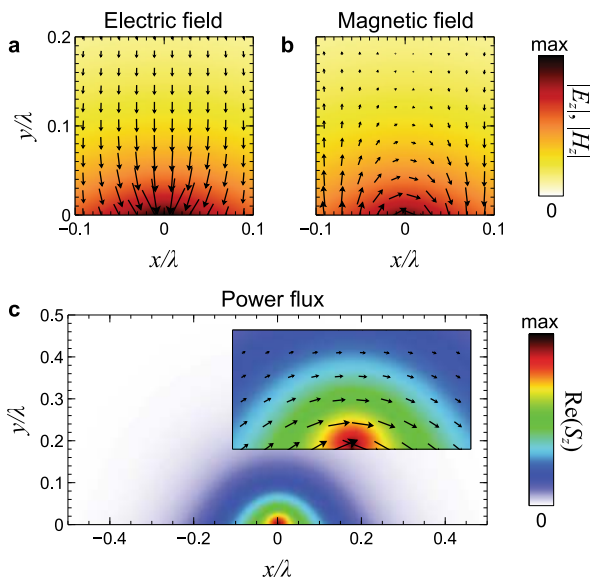 Electric field
Magnetic field
a
b
0.2
0.1
0
y/λ
−0.1 0 0.1
x/λ
−0.1 0 0.1
x/λ
max
0
|E_z|, |H_z|
Power flux
c
0.5
0.4
0.3
0.2
0.1
0
y/λ
−0.4 −0.2 0 0.2 0.4
x/λ
max
0
Re(S_z)